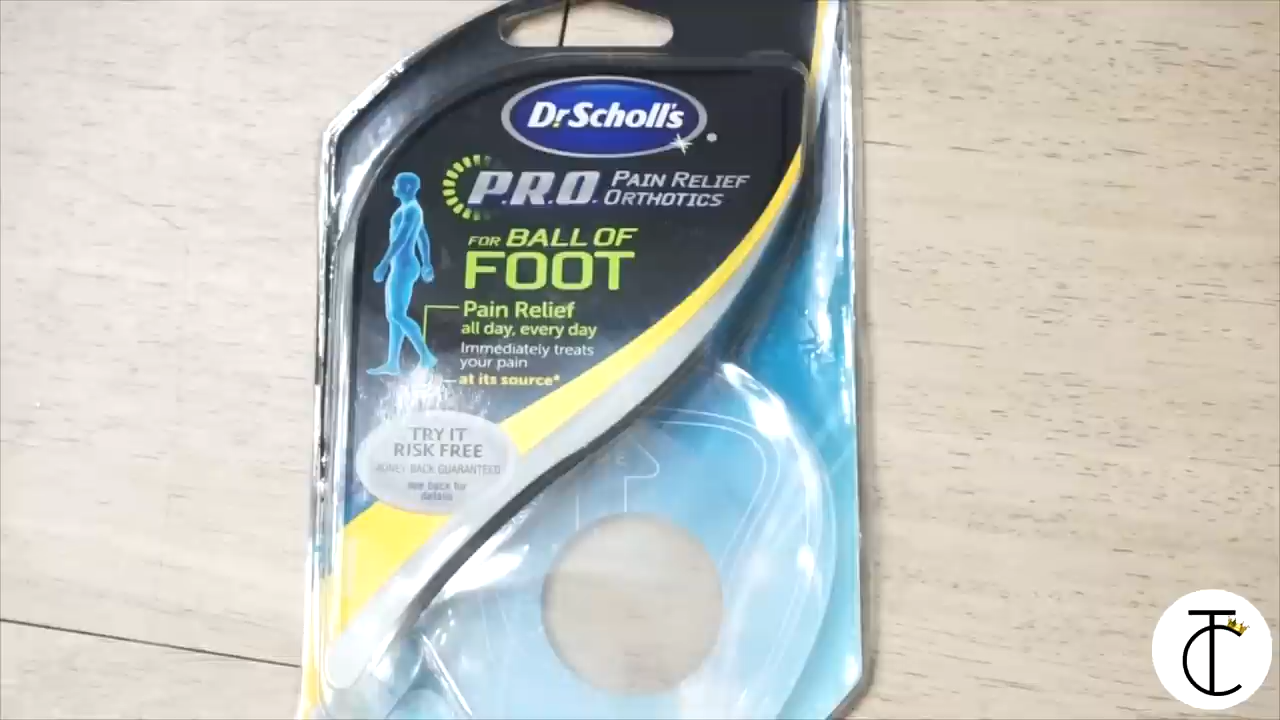 Dr. Scholl's
P.R.O. PAIN RELIEF
ORTHOTICS
FOR BALL OF
FOOT
Pain Relief
all day, every day
Immediately treats
your pain
at its source*
TRY IT
RISK FREE
MONEY BACK GUARANTEED
see back for
details
TC